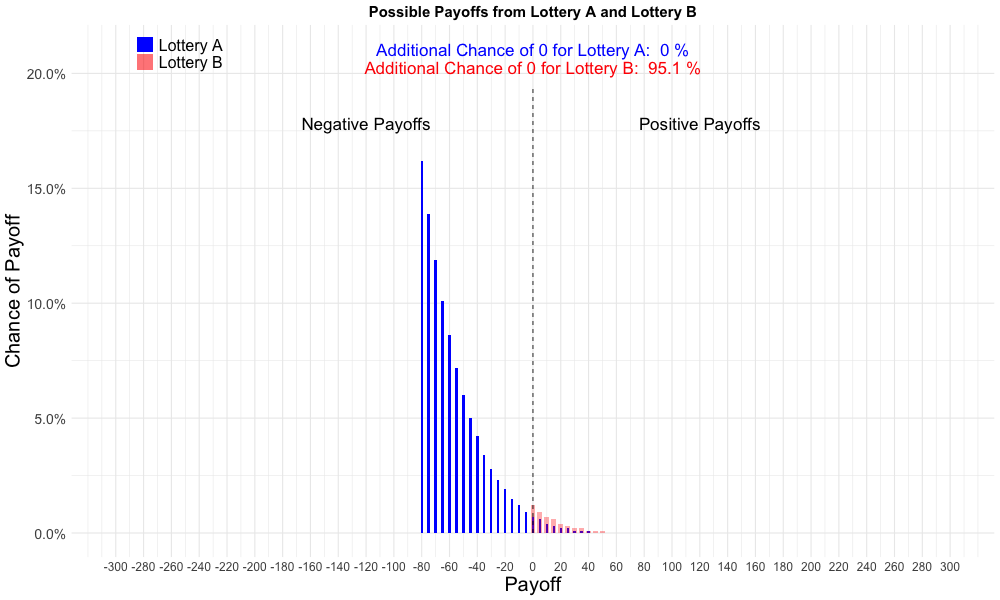 Possible Payoffs from Lottery A and Lottery B
Lottery A
Lottery B
Additional Chance of 0 for Lottery A:  0 %
Additional Chance of 0 for Lottery B:  95.1 %
Negative Payoffs
Positive Payoffs
Chance of Payoff
20.0%
15.0%
10.0%
5.0%
0.0%
-300 -280 -260 -240 -220 -200 -180 -160 -140 -120 -100 -80 -60 -40 -20 0 20 40 60 80 100 120 140 160 180 200 220 240 260 280 300
Payoff